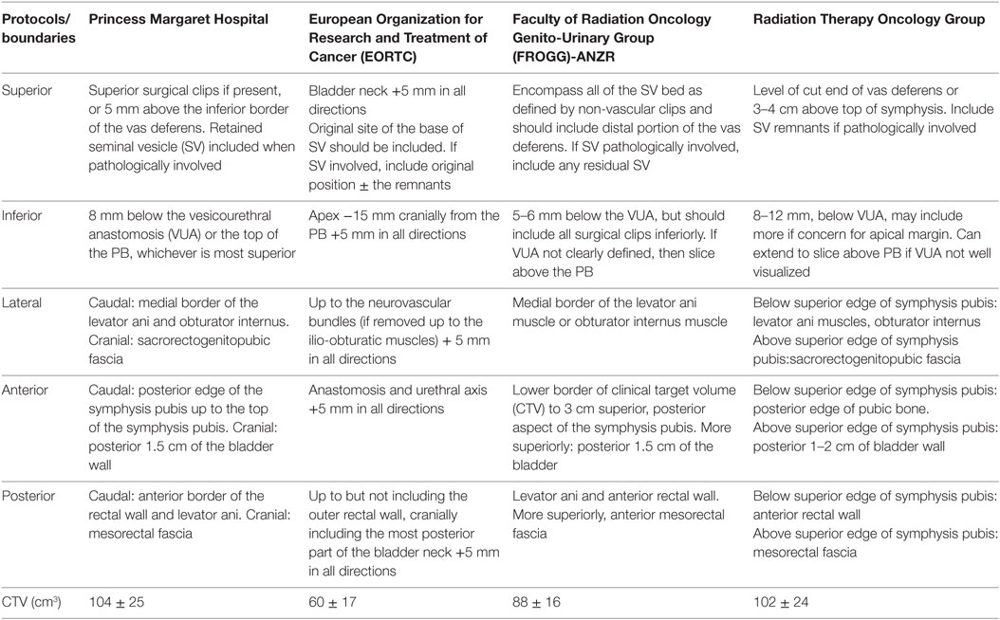 Protocols/
boundaries
Princess Margaret Hospital
European Organization for
Research and Treatment of
Cancer (EORTC)
Faculty of Radiation Oncology
Genito-Urinary Group
(FROGG)-ANZR
Radiation Therapy Oncology Group
Superior
Superior surgical clips if present,
or 5 mm above the inferior border
of the vas deferens. Retained
seminal vesicle (SV) included when
pathologically involved
Bladder neck +5 mm in all
directions
Original site of the base of
SV should be included. If
SV involved, include original
position ± the remnants
Encompass all of the SV bed as
defined by non-vascular clips and
should include distal portion of the vas
deferens. If SV pathologically involved,
include any residual SV
Level of cut end of vas deferens or
3–4 cm above top of symphysis. Include
SV remnants if pathologically involved
Inferior
8 mm below the vesicourethral
anastomosis (VUA) or the top of
the PB, whichever is most superior
Apex −15 mm cranially from the
PB +5 mm in all directions
5–6 mm below the VUA, but should
include all surgical clips inferiorly. If
VUA not clearly defined, then slice
above the PB
8–12 mm, below VUA, may include
more if concern for apical margin. Can
extend to slice above PB if VUA not well
visualized
Lateral
Caudal: medial border of the
levator ani and obturator internus.
Cranial: sacrorectogenitopubic
fascia
Up to the neurovascular
bundles (if removed up to the
ilio-obturatic muscles) + 5 mm
in all directions
Medial border of the levator ani
muscle or obturator internus muscle
Below superior edge of symphysis pubis:
levator ani muscles, obturator internus
Above superior edge of symphysis
pubis:sacrorectogenitopubic fascia
Anterior
Caudal: posterior edge of the
symphysis pubis up to the top
of the symphysis pubis. Cranial:
posterior 1.5 cm of the bladder
wall
Anastomosis and urethral axis
+5 mm in all directions
Lower border of clinical target volume
(CTV) to 3 cm superior, posterior
aspect of the symphysis pubis. More
superiorly: posterior 1.5 cm of the
bladder
Below superior edge of symphysis pubis:
posterior edge of pubic bone.
Above superior edge of symphysis pubis:
posterior 1–2 cm of bladder wall
Posterior
Caudal: anterior border of the
rectal wall and levator ani. Cranial:
mesorectal fascia
Up to but not including the
outer rectal wall, cranially
including the most posterior
part of the bladder neck +5 mm
in all directions
Levator ani and anterior rectal wall.
More superiorly, anterior mesorectal
fascia
Below superior edge of symphysis pubis:
anterior rectal wall
Above superior edge of symphysis pubis:
mesorectal fascia
CTV (cm³)
104 ± 25
60 ± 17
88 ± 16
102 ± 24